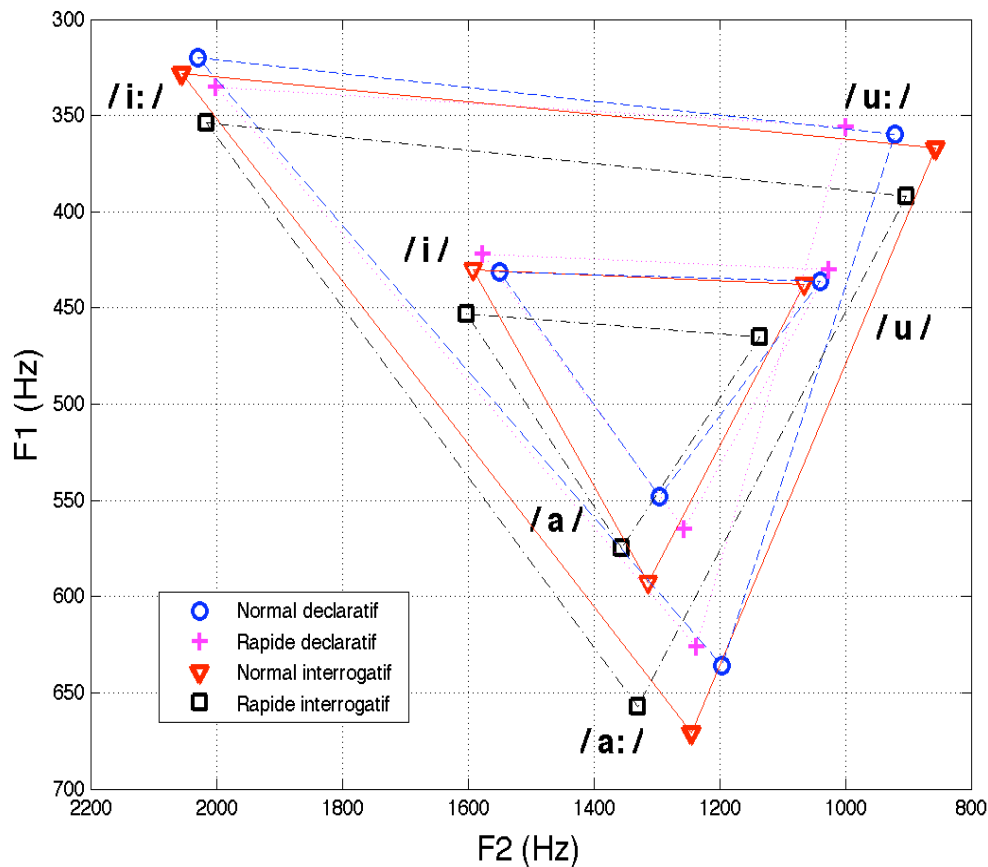 300
350
400
450
500
550
600
650
700
F1 (Hz)
2200
2000
1800
1600
1400
1200
1000
800
F2 (Hz)
/ i: /
/ u: /
/ i /
/ u /
/ a /
/ a: /
Normal declaratif
Rapide declaratif
Normal interrogatif
Rapide interrogatif